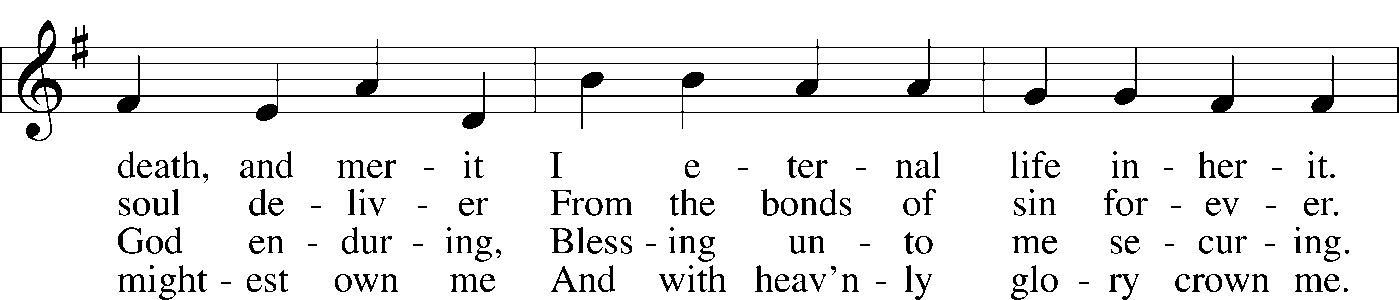 death, and mer - it I e - ter - nal life in - her - it.
soul de - liv - er From the bonds of sin for - ev - er.
God en - dur - ing, Bless - ing un - to me se - cur - ing.
might - est own me And with heav'n - ly glo - ry crown me.